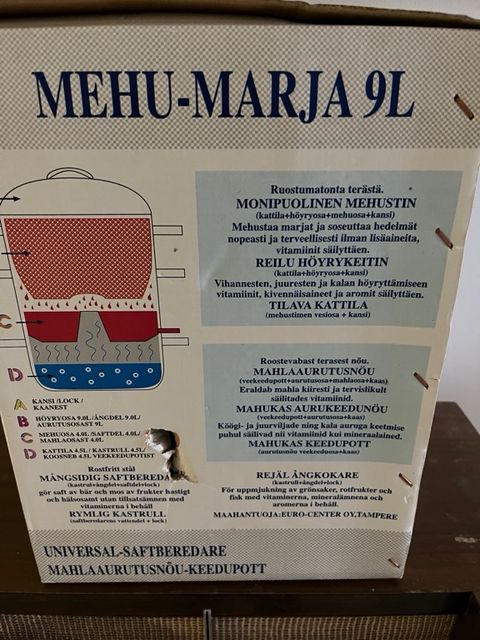 MEHU-MARJA 9L
Ruostumatonta terästä.
MONIPUOLINEN MEHUSTIN
(kattila+höyryosa+mehuosa+kansi)
Mehustaa marjat ja soseuttaa hedelmät
nopeasti ja terveellisesti ilman lisäaineita,
vitamiinit säilyttäen.
REILU HÖYRYKEITIN
(kattila+höyryosa+kansi)
Vihannesten, juuresten ja kalan höyryttämiseen
vitamiinit, kivennäisaineet ja aromit säilyttäen.
TILAVA KATTILA
(mehustimen vesiosa + kansi)
C
D
Roostevabast terasest nõu.
MAHLAAURUTUSNÕU
(veekeedupott+aurutusosa+mahlaosa+kaas)
Eraldab mahla kiiresti ja tervislikult
säilitades vitamiinid.
MAHUKAS AURUKEEDUNÕU
(veekeedupott+aurutusosa+kaas)
Köögi- ja juurviljade ning kala auruga keetmise
puhul säilivad nii vitamiinid kui mineraalained.
MAHUKAS KEEDUPOTT
(aurutusnõu veekeeduosa+kaas)
A KANSI /LOCK/
KAANEST
B HÖYRYOSA 9.0L/ÅNGDEL 9.0L/
AURUTUSOSAST 9L
C MEHUOSA 4.0L /SAFTDEL 4.0L/
MAHLAOSAST 4.0L
D KATTILA 4.5L / KASTRULL 4.5L/
KOOSNEB 4.5L VEEKEEDUPOTIST
Rostfritt stål
MÅNGSIDIG SAFTBEREDA
(kastrul+ångdel+saftdel+lock)
gör saft av bär och mos av frukter hastigt
och hälsosamt utan tillsatsämnen med
vitaminerna i behåll
RYMLIG KASTRULL
(saftberedarens vattendel + lock)
REJÄL ÅNGKOKARE
(kastrull+ångdel+lock)
För uppmjukning av grönsaker, rotfrukter och
fisk med vitaminerna, minerалämnena och
aromerna i behåll.
MAAHANTUOJA:EURO-CENTER OY,TAMPERE
UNIVERSAL-SAFTBEREDARE
MAHLAAURUTUSNÕU-KEEDUPOTT